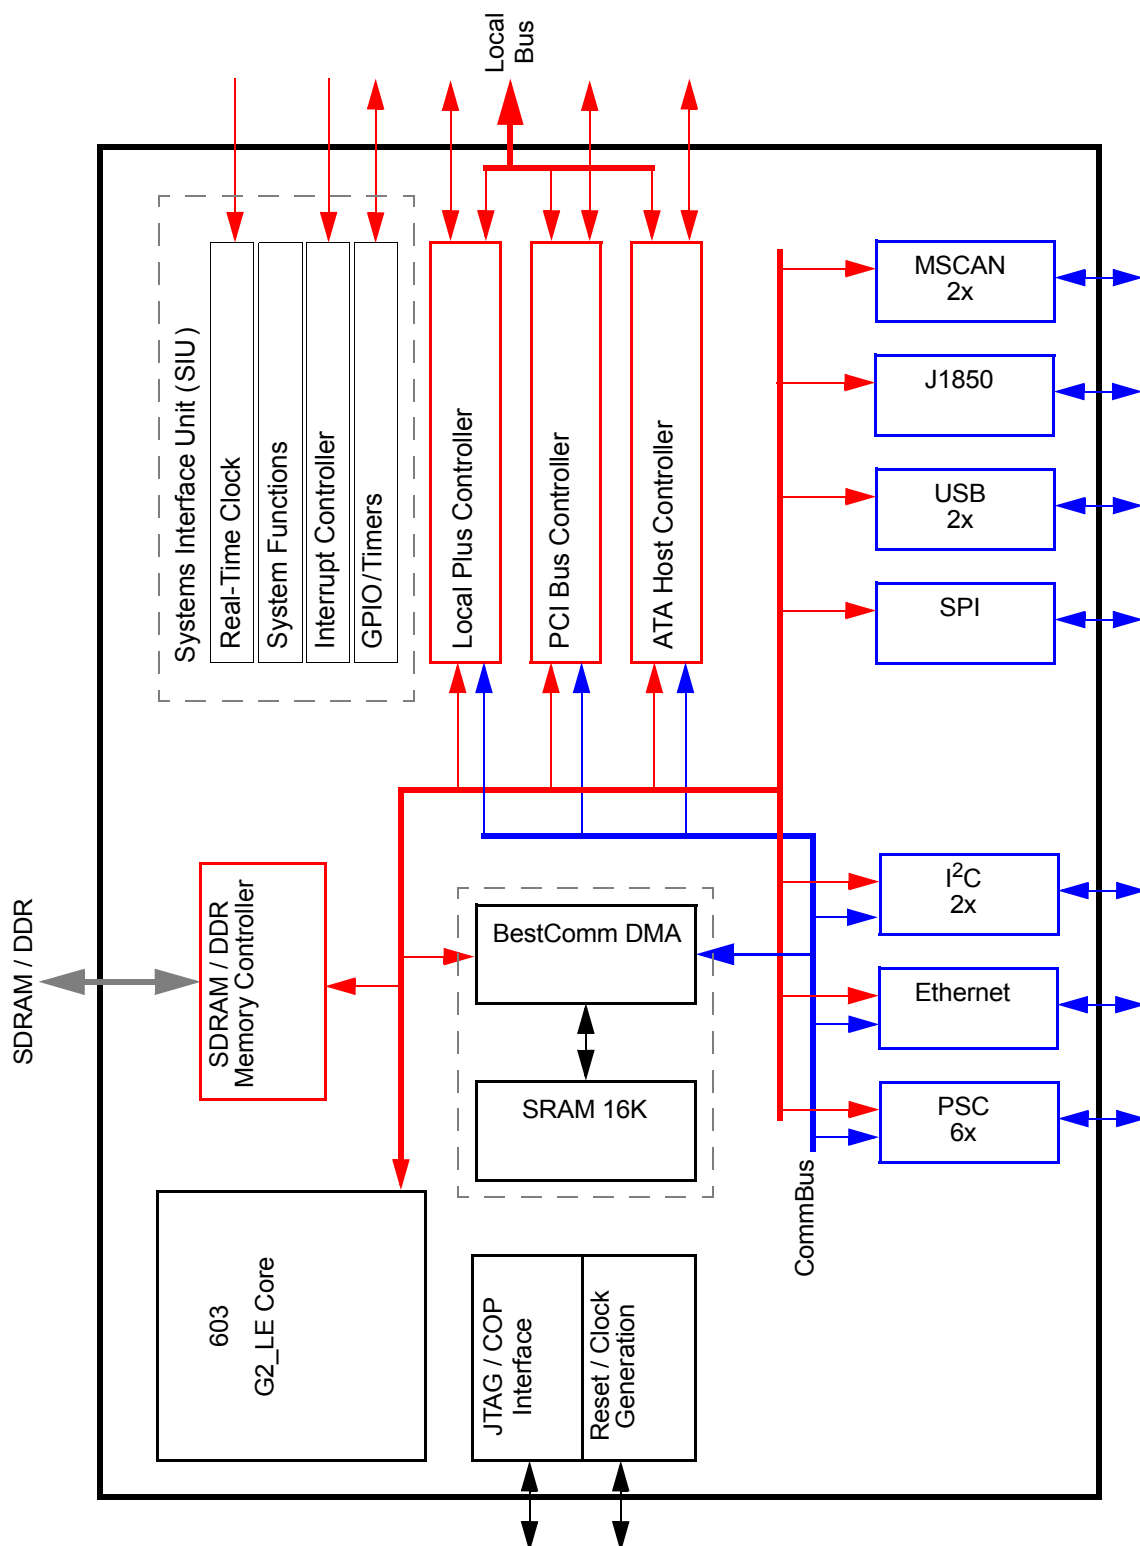 Local
Bus
Systems Interface Unit (SIU)
Real-Time Clock
System Functions
Interrupt Controller
GPIO/Timers
Local Plus Controller
PCI Bus Controller
ATA Host Controller
MSCAN
2x
J1850
USB
2x
SPI
SDRAM / DDR
SDRAM / DDR
Memory Controller
BestComm DMA
SRAM 16K
I²C
2x
Ethernet
PSC
6x
CommBus
603
G2_LE Core
JTAG / COP
Interface
Reset / Clock
Generation